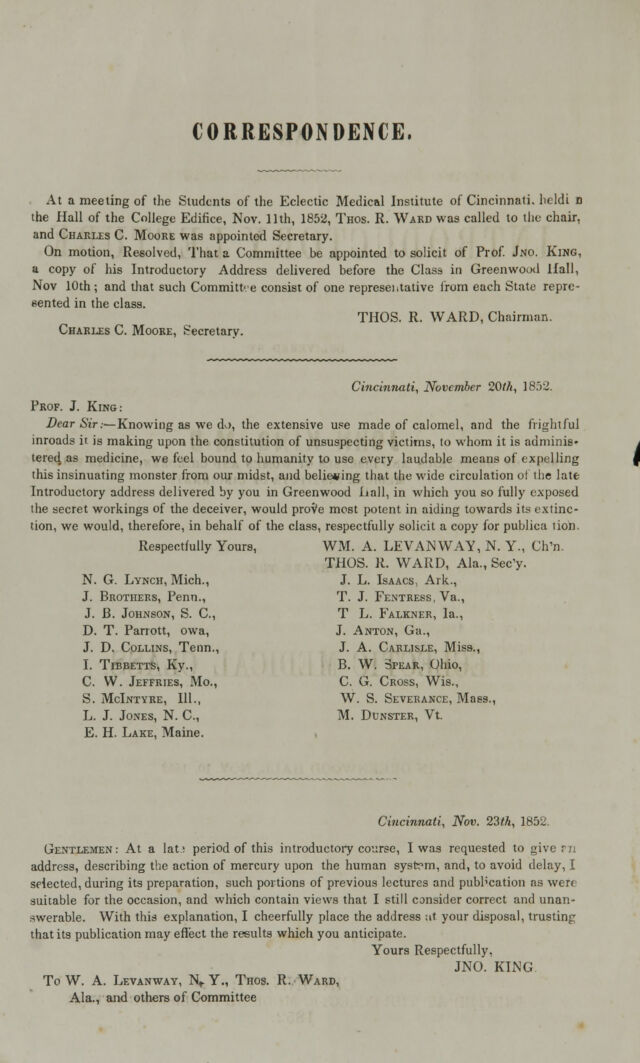 CORRESPONDENCE.
At a meeting of the Students of the Eclectic Medical Institute of Cincinnati, heldi n
the Hall of the College Edifice, Nov. 11th, 1852, THOS. R. WARD was called to the chair,
and CHARLES C. MOORE was appointed Secretary.
On motion, Resolved, That a Committee be appointed to solicit of Prof. JNO. KING,
a copy of his Introductory Address delivered before the Class in Greenwood Hall,
Nov 10th; and that such Committee consist of one representative from each State repre-
sented in the class.
THOS. R. WARD, Chairman.
CHARLES C. MOORE, Secretary.
Cincinnati, November 20th, 1852.
PROF. J. KING:
Dear Sir:—Knowing as we do, the extensive use made of calomel, and the frightful
inroads it is making upon the constitution of unsuspecting victims, to whom it is adminis-
tered as medicine, we feel bound to humanity to use every laudable means of expelling
this insinuating monster from our midst, and believing that the wide circulation of the late
Introductory address delivered by you in Greenwood Hall, in which you so fully exposed
the secret workings of the deceiver, would prove most potent in aiding towards its extinc-
tion, we would, therefore, in behalf of the class, respectfully solicit a copy for publica tion.
Respectfully Yours,
WM. A. LEVANWAY, N. Y., Ch'n.
THOS. R. WARD, Ala., Sec'y.
N. G. LYNCH, Mich.,
J. BROTHERS, Penn.,
J. B. JOHNSON, S. C.,
D. T. Parrott, owa,
J. D. COLLINS, Tenn.,
I. TIBBETTS, Ky.,
C. W. JEFFRIES, Mo.,
S. MCINTYRE, Ill.,
L. J. JONES, N. C.,
E. H. LAKE, Maine.
J. L. ISAACS, Ark.,
T. J. FENTRESS, Va.,
T L. FALKNER, Ia.,
J. ANTON, Ga.,
J. A. CARLISLE, Miss.,
B. W. SPEAR, Ohio,
C. G. CROSS, Wis.,
W. S. SEVERANCE, Mass.,
M. DUNSTER, Vt.
Cincinnati, Nov. 23th, 1852.
GENTLEMEN: At a late period of this introductory course, I was requested to give an
address, describing the action of mercury upon the human system, and, to avoid delay, I
selected, during its preparation, such portions of previous lectures and publication as were
suitable for the occasion, and which contain views that I still consider correct and unan-
swerable. With this explanation, I cheerfully place the address at your disposal, trusting
that its publication may effect the results which you anticipate.
Yours Respectfully,
JNO. KING
To W. A. LEVANWAY, N. Y., THOS. R. WARD,
Ala., and others of Committee